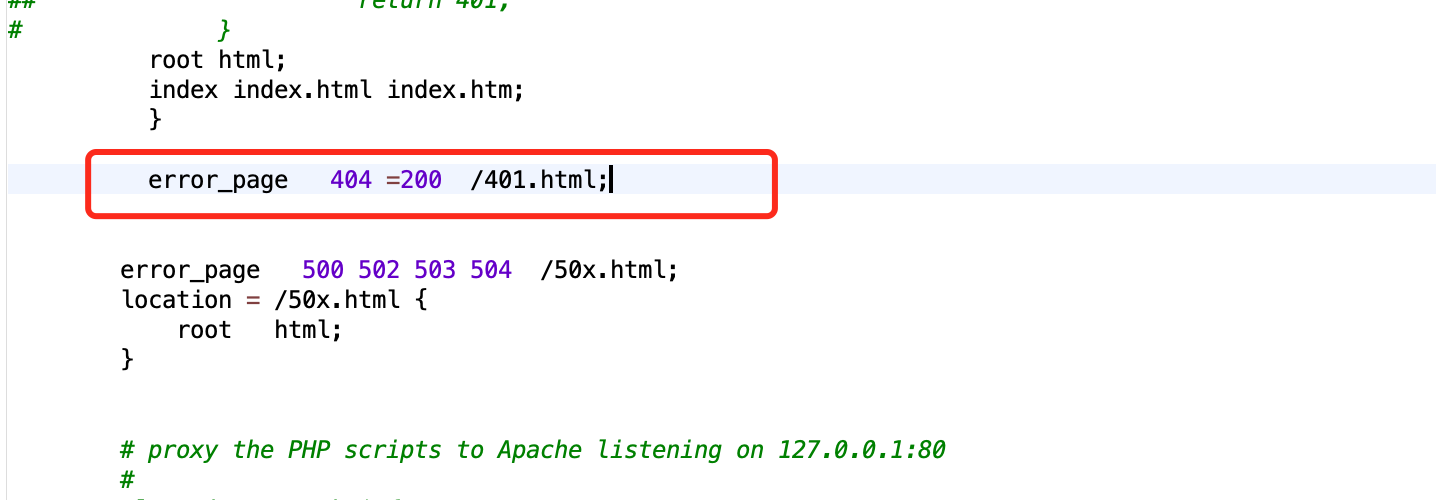 ## return 401;
# }
root html;
index index.html index.htm;
}
error_page 404 =200 /401.html;
error_page 500 502 503 504 /50x.html;
location = /50x.html {
root html;
}
# proxy the PHP scripts to Apache listening on 127.0.0.1:80
#